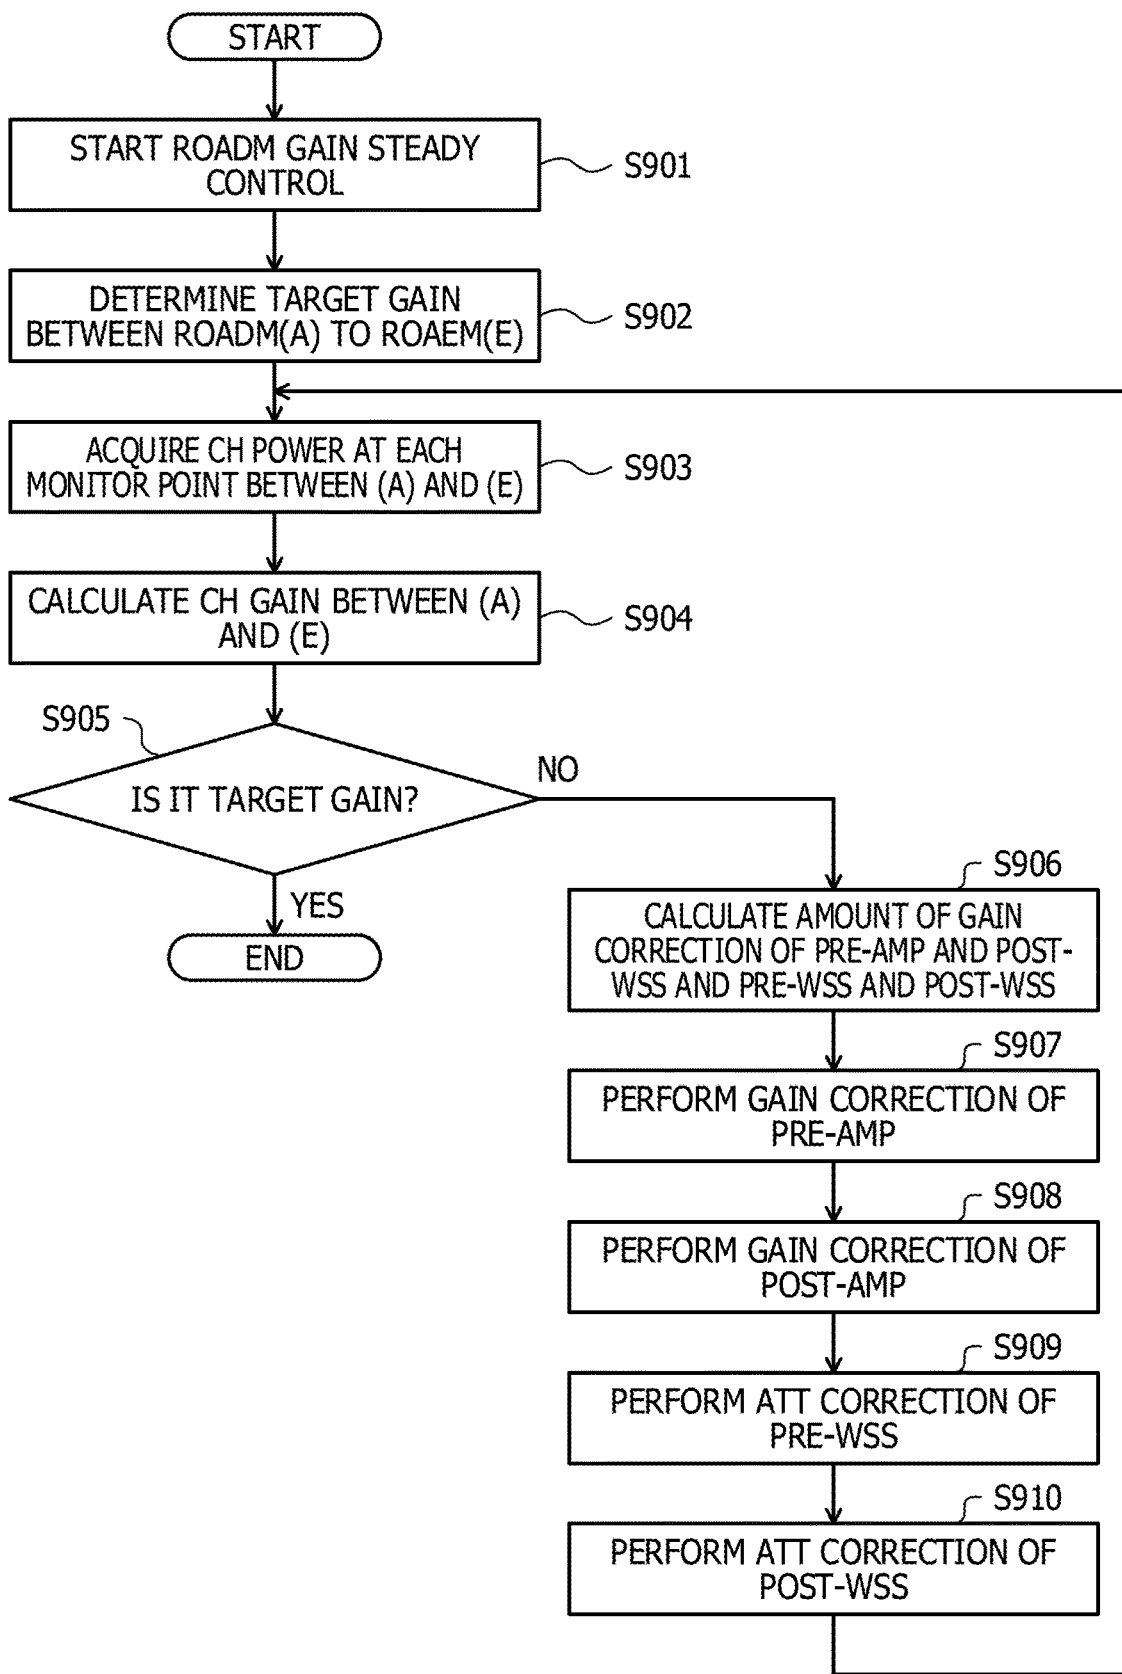 START
START ROADM GAIN STEADY
CONTROL
S901
DETERMINE TARGET GAIN
BETWEEN ROADM(A) TO ROAEM(E)
S902
ACQUIRE CH POWER AT EACH
MONITOR POINT BETWEEN (A) AND (E)
S903
CALCULATE CH GAIN BETWEEN (A)
AND (E)
S904
S905
IS IT TARGET GAIN?
NO
YES
END
S906
CALCULATE AMOUNT OF GAIN
CORRECTION OF PRE-AMP AND POST-
WSS AND PRE-WSS AND POST-WSS
S907
PERFORM GAIN CORRECTION OF
PRE-AMP
S908
PERFORM GAIN CORRECTION OF
POST-AMP
S909
PERFORM ATT CORRECTION OF
PRE-WSS
S910
PERFORM ATT CORRECTION OF
POST-WSS